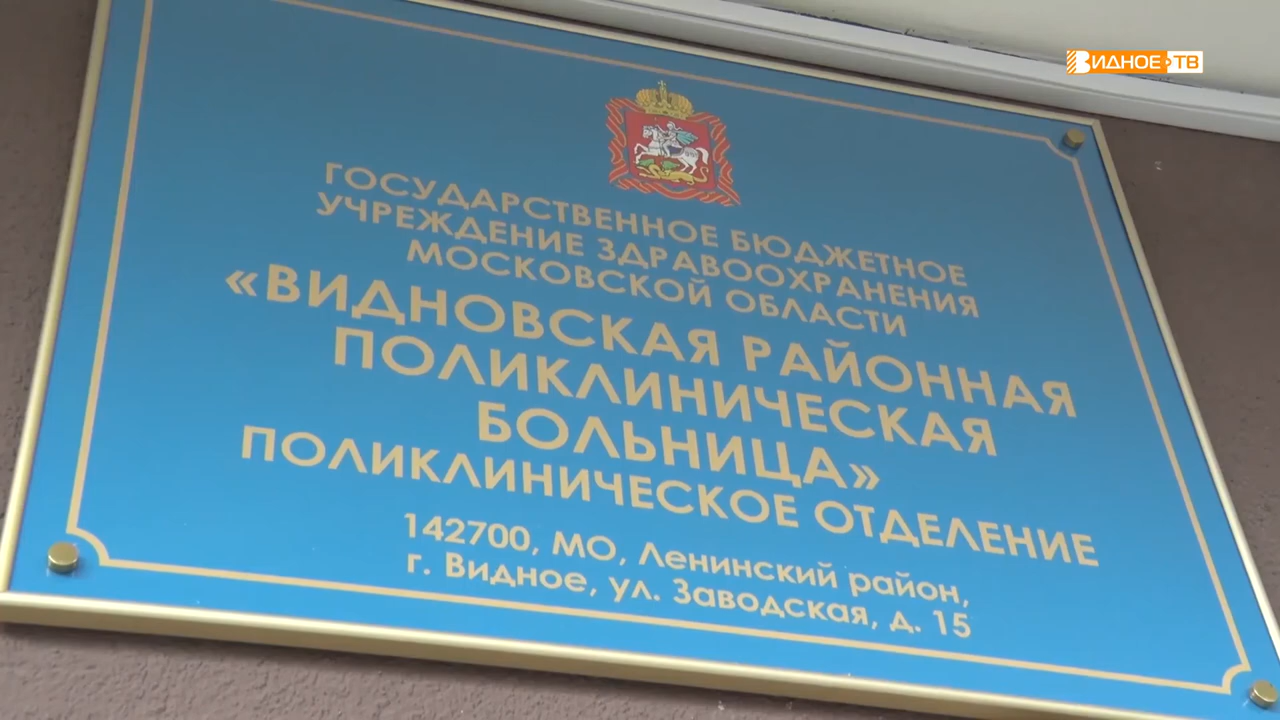 ВИДНОЕ ТВ
ГОСУДАРСТВЕННОЕ БЮДЖЕТНОЕ
УЧРЕЖДЕНИЕ ЗДРАВООХРАНЕНИЯ
МОСКОВСКОЙ ОБЛАСТИ
«ВИДНОВСКАЯ РАЙОННАЯ
ПОЛИКЛИНИЧЕСКАЯ
БОЛЬНИЦА»
ПОЛИКЛИНИЧЕСКОЕ ОТДЕЛЕНИЕ
142700, МО, Ленинский район,
г. Видное, ул. Заводская, д. 15